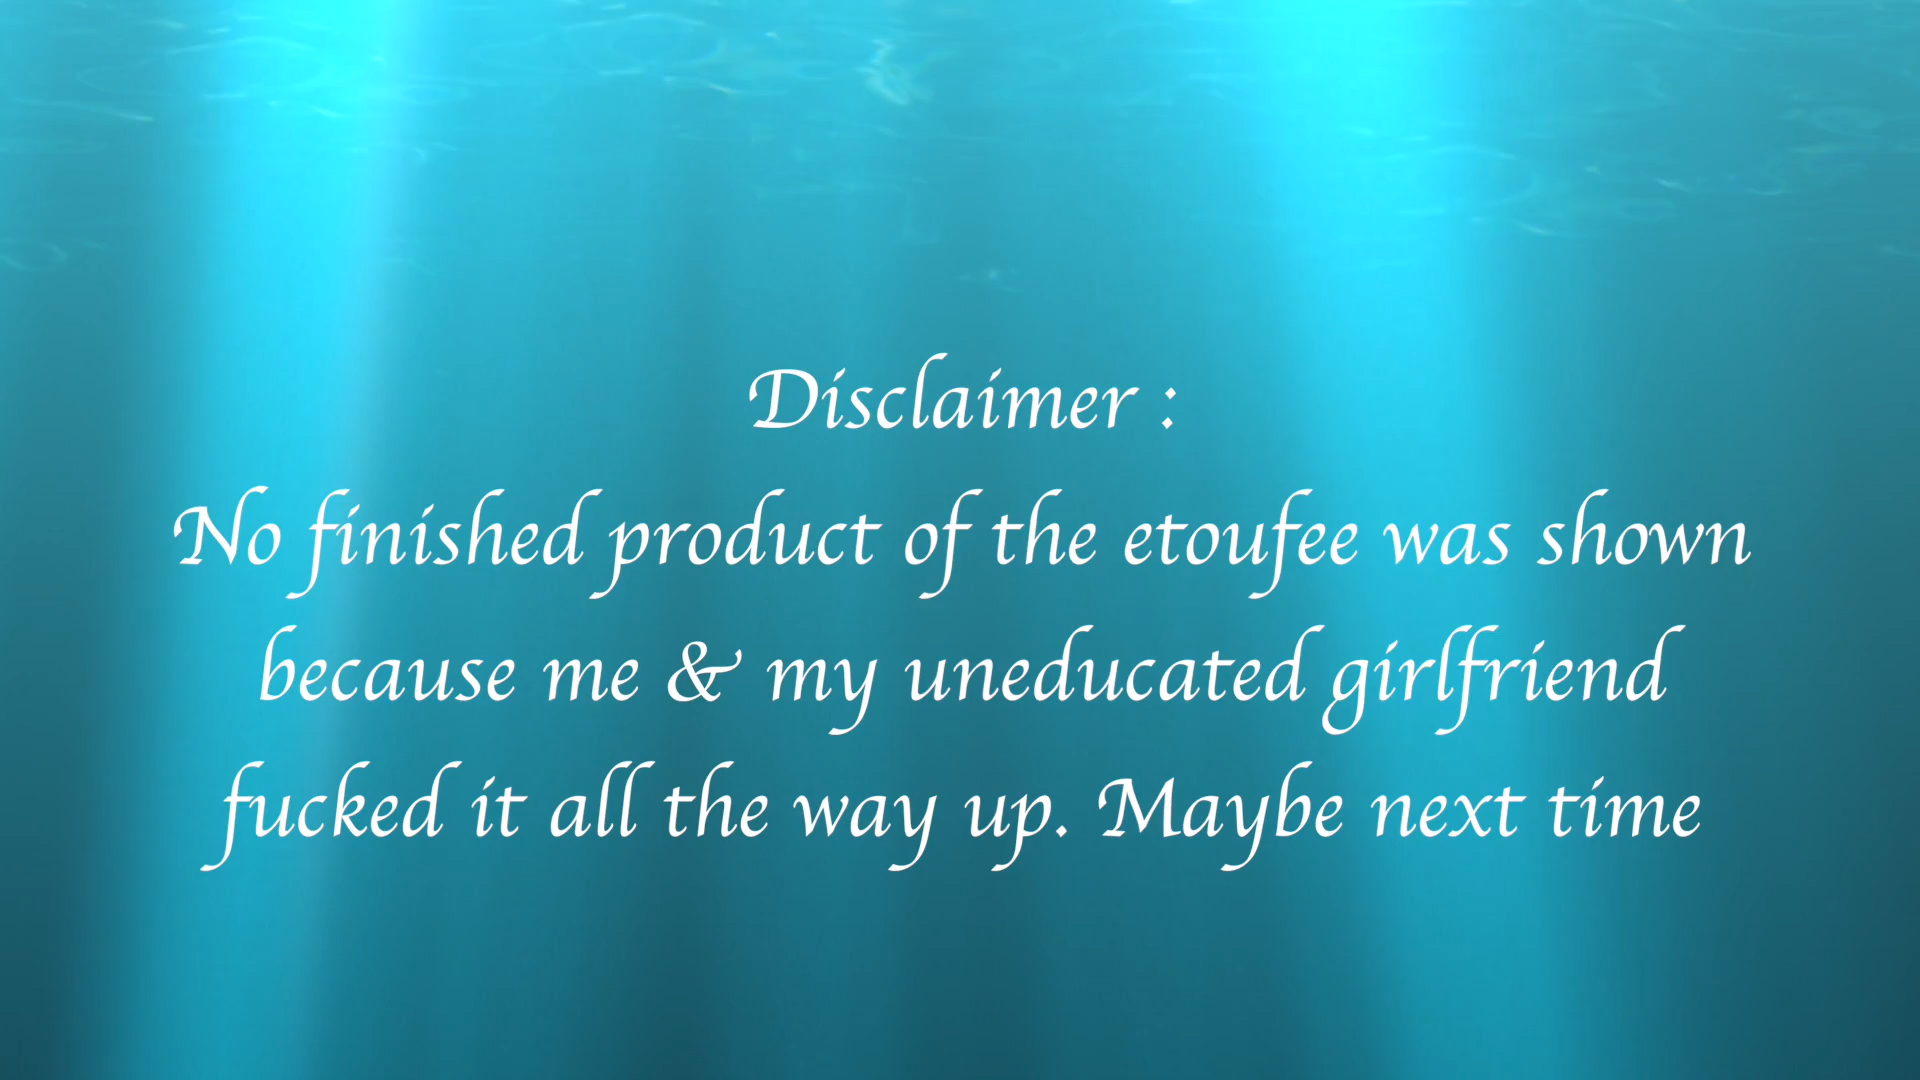 Disclaimer :
No finished product of the etoufee was shown
because me & my uneducated girlfriend
fucked it all the way up. Maybe next time